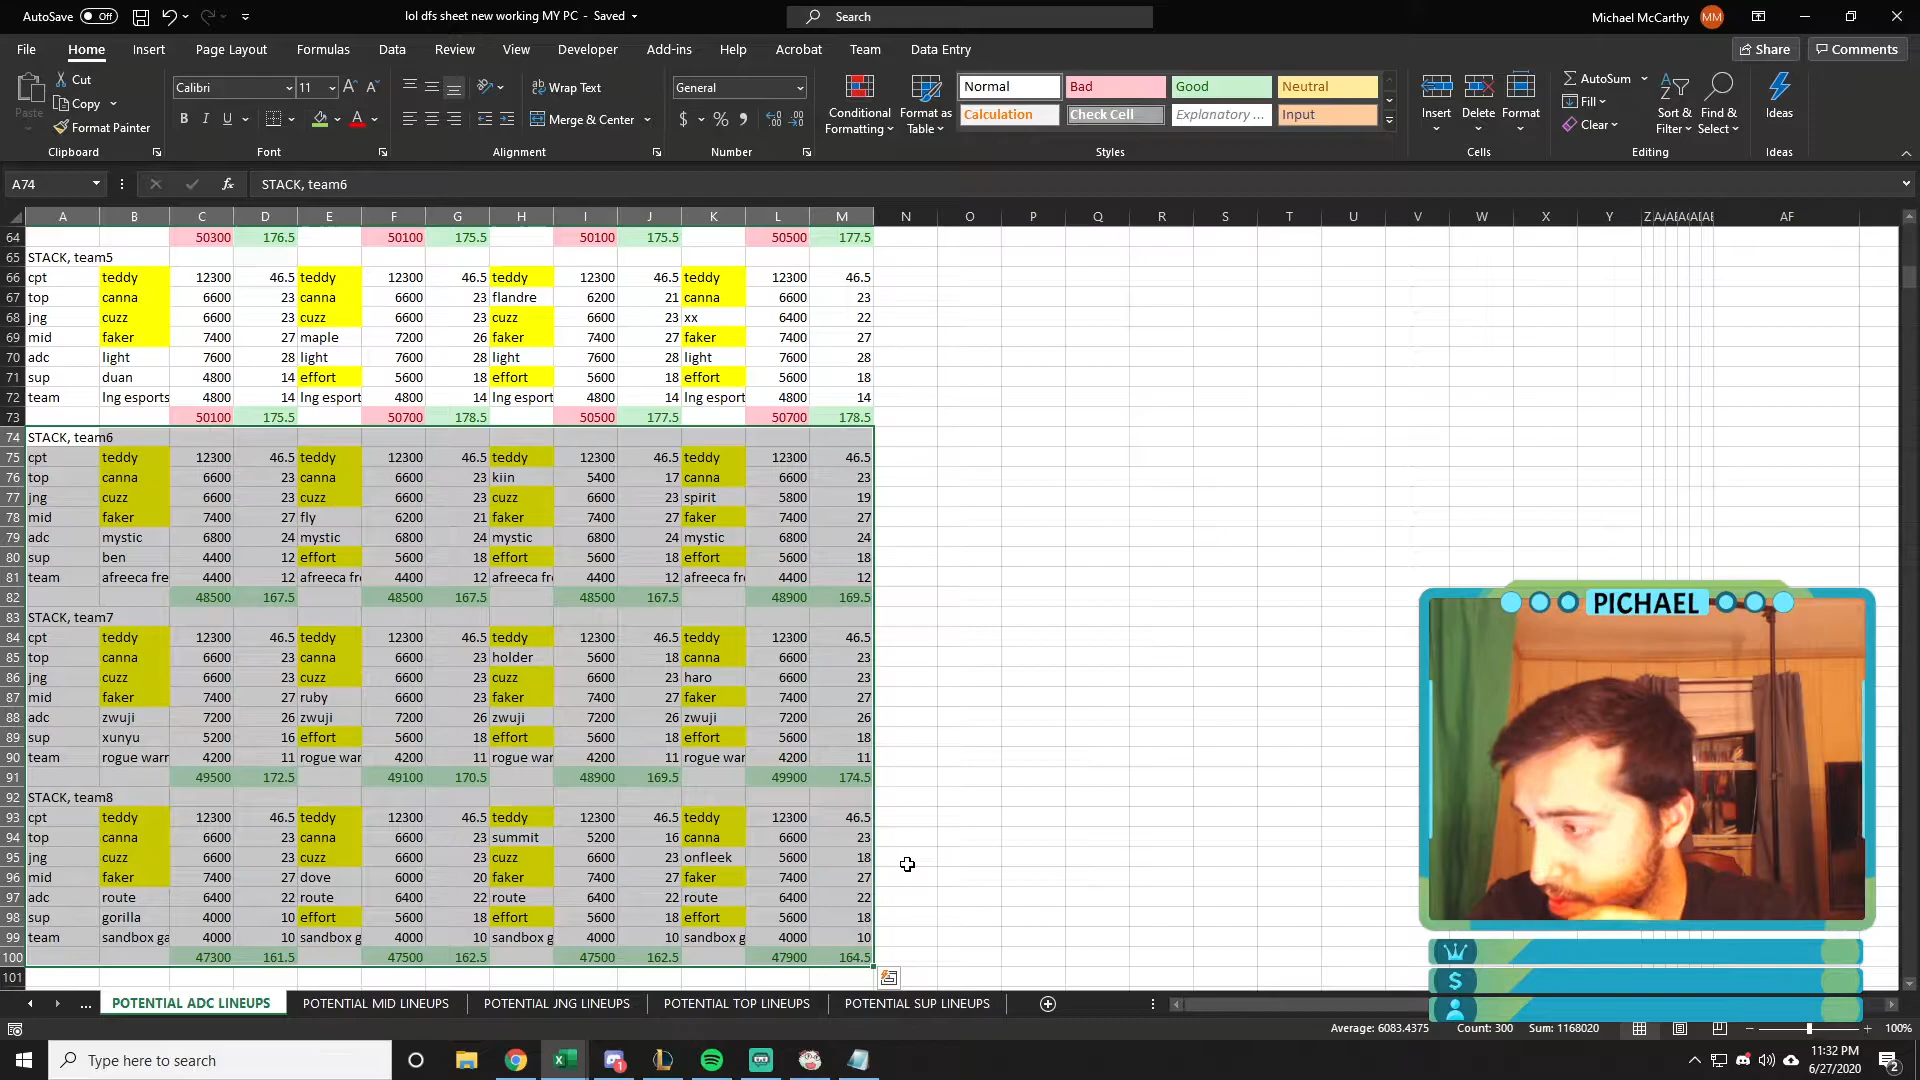 AutoSave Off lol dfs sheet new working MY PC - Saved Search Michael McCarthy MM
File Home Insert Page Layout Formulas Data Review View Developer Add-ins Help Acrobat Team Data Entry Share Comments
Paste Cut Copy Format Painter Clipboard
Calibri 11 B I U Font
Wrap Text Merge & Center Alignment
General $ % Number
Conditional Formatting Format as Table
Normal Bad Good Neutral
Calculation Check Cell Explanatory ... Input
Styles
Insert Delete Format Cells
AutoSum Fill Clear Sort & Filter Find & Select Editing
Ideas Ideas
A74 fx STACK, team6
A B C D E F G H I J K L M N O P Q R S T U V W X Y Z AF
64 50300 176.5 50100 175.5 50100 175.5 50500 177.5
65 STACK, team5
66 cpt teddy 12300 46.5 teddy 12300 46.5 teddy 12300 46.5 teddy 12300 46.5
67 top canna 6600 23 canna 6600 23 flandre 6200 21 canna 6600 23
68 jng cuzz 6600 23 cuzz 6600 23 cuzz 6600 23 xx 6400 22
69 mid faker 7400 27 maple 7200 26 faker 7400 27 faker 7400 27
70 adc light 7600 28 light 7600 28 light 7600 28 light 7600 28
71 sup duan 4800 14 effort 5600 18 effort 5600 18 effort 5600 18
72 team lng esports 4800 14 lng esport 4800 14 lng esport 4800 14 lng esport 4800 14
73 50100 175.5 50700 178.5 50500 177.5 50700 178.5
74 STACK, team6
75 cpt teddy 12300 46.5 teddy 12300 46.5 teddy 12300 46.5 teddy 12300 46.5
76 top canna 6600 23 canna 6600 23 kiin 5400 17 canna 6600 23
77 jng cuzz 6600 23 cuzz 6600 23 cuzz 6600 23 spirit 5800 19
78 mid faker 7400 27 fly 6200 21 faker 7400 27 faker 7400 27
79 adc mystic 6800 24 mystic 6800 24 mystic 6800 24 mystic 6800 24
80 sup ben 4400 12 effort 5600 18 effort 5600 18 effort 5600 18
81 team afreeca fre 4400 12 afreeca fr 4400 12 afreeca fr 4400 12 afreeca fr 4400 12
82 48500 167.5 48500 167.5 48500 167.5 48900 169.5
83 STACK, team7
84 cpt teddy 12300 46.5 teddy 12300 46.5 teddy 12300 46.5 teddy 12300 46.5
85 top canna 6600 23 canna 6600 23 holder 5600 18 canna 6600 23
86 jng cuzz 6600 23 cuzz 6600 23 cuzz 6600 23 haro 6600 23
87 mid faker 7400 27 ruby 6600 23 faker 7400 27 faker 7400 27
88 adc zwuji 7200 26 zwuji 7200 26 zwuji 7200 26 zwuji 7200 26
89 sup xunyu 5200 16 effort 5600 18 effort 5600 18 effort 5600 18
90 team rogue warr 4200 11 rogue war 4200 11 rogue war 4200 11 rogue war 4200 11
91 49500 172.5 49100 170.5 48900 169.5 49900 174.5
92 STACK, team8
93 cpt teddy 12300 46.5 teddy 12300 46.5 teddy 12300 46.5 teddy 12300 46.5
94 top canna 6600 23 canna 6600 23 summit 5200 16 canna 6600 23
95 jng cuzz 6600 23 cuzz 6600 23 cuzz 6600 23 onfleek 5600 18
96 mid faker 7400 27 dove 6000 20 faker 7400 27 faker 7400 27
97 adc route 6400 22 route 6400 22 route 6400 22 route 6400 22
98 sup gorilla 4000 10 effort 5600 18 effort 5600 18 effort 5600 18
99 team sandbox ga 4000 10 sandbox g 4000 10 sandbox g 4000 10 sandbox g 4000 10
100 47300 161.5 47500 162.5 47500 162.5 47900 164.5
101
PICHAEL
$
... POTENTIAL ADC LINEUPS POTENTIAL MID LINEUPS POTENTIAL JNG LINEUPS POTENTIAL TOP LINEUPS POTENTIAL SUP LINEUPS
Average: 6083.4375 Count: 300 Sum: 1168020 100%
Type here to search 1 11:32 PM
6/27/2020 2